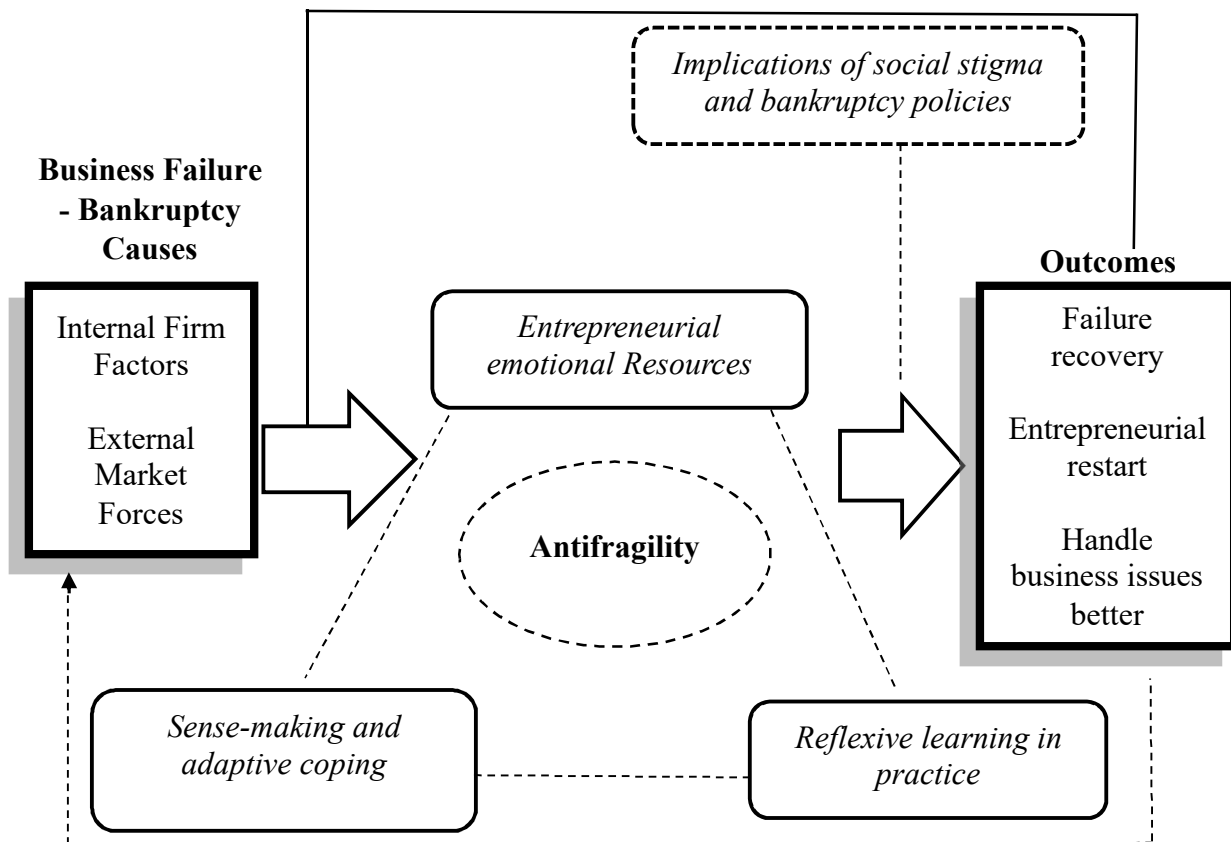 Implications of social stigma
and bankruptcy policies
Business Failure
- Bankruptcy
Causes
Internal Firm
Factors
External
Market
Forces
Entrepreneurial
emotional Resources
Antifragility
Sense-making and
adaptive coping
Reflexive learning in
practice
Outcomes
Failure
recovery
Entrepreneurial
restart
Handle
business issues
better